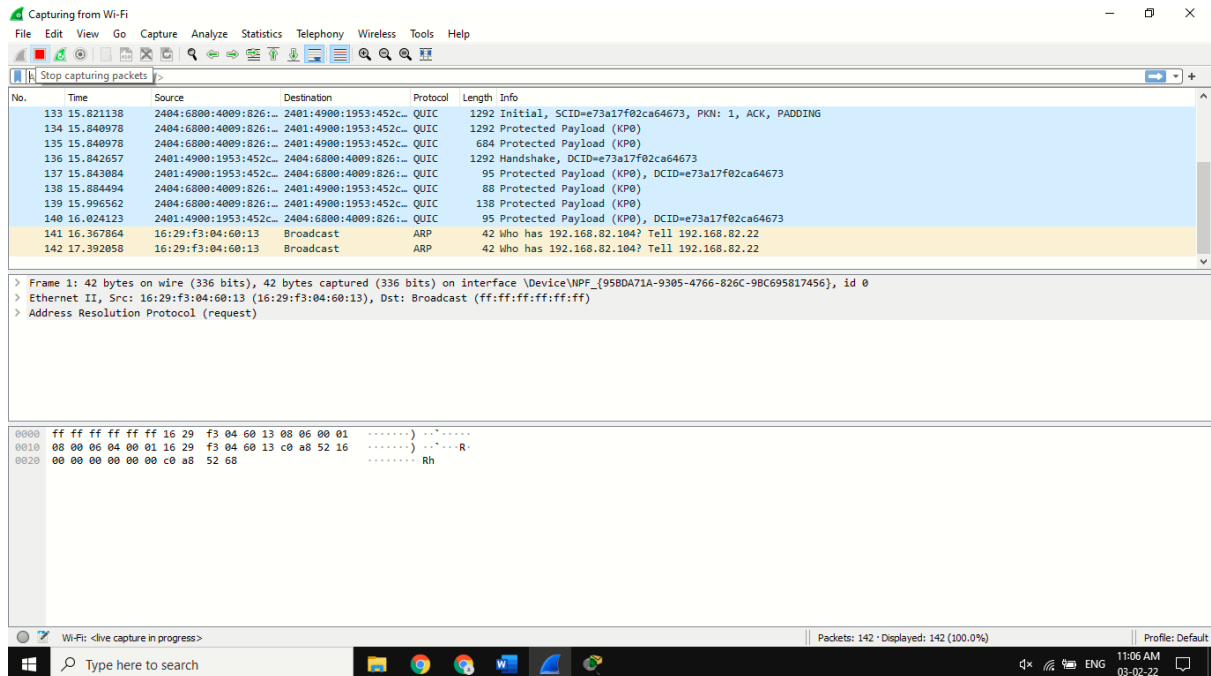 Capturing from Wi-Fi
File Edit View Go Capture Analyze Statistics Telephony Wireless Tools Help
Stop capturing packets
No. Time Source Destination Protocol Length Info
133 15.821138 2404:6800:4009:826:… 2401:4900:1953:452c… QUIC 1292 Initial, SCID=e73a17f02ca64673, PKN: 1, ACK, PADDING
134 15.840978 2404:6800:4009:826:… 2401:4900:1953:452c… QUIC 1292 Protected Payload (KP0)
135 15.840978 2404:6800:4009:826:… 2401:4900:1953:452c… QUIC 684 Protected Payload (KP0)
136 15.842657 2401:4900:1953:452c… 2404:6800:4009:826:… QUIC 1292 Handshake, DCID=e73a17f02ca64673
137 15.843084 2401:4900:1953:452c… 2404:6800:4009:826:… QUIC 95 Protected Payload (KP0), DCID=e73a17f02ca64673
138 15.884494 2404:6800:4009:826:… 2401:4900:1953:452c… QUIC 88 Protected Payload (KP0)
139 15.996562 2404:6800:4009:826:… 2401:4900:1953:452c… QUIC 138 Protected Payload (KP0)
140 16.024123 2401:4900:1953:452c… 2404:6800:4009:826:… QUIC 95 Protected Payload (KP0), DCID=e73a17f02ca64673
141 16.367864 16:29:f3:04:60:13 Broadcast ARP 42 Who has 192.168.82.104? Tell 192.168.82.22
142 17.392058 16:29:f3:04:60:13 Broadcast ARP 42 Who has 192.168.82.104? Tell 192.168.82.22
> Frame 1: 42 bytes on wire (336 bits), 42 bytes captured (336 bits) on interface \Device\NPF_{95BDA71A-9305-4766-826C-9BC695817456}, id 0
> Ethernet II, Src: 16:29:f3:04:60:13 (16:29:f3:04:60:13), Dst: Broadcast (ff:ff:ff:ff:ff:ff)
> Address Resolution Protocol (request)
0000 ff ff ff ff ff ff 16 29 f3 04 60 13 08 06 00 01 ·······) ··`·····
0010 08 00 06 04 00 01 16 29 f3 04 60 13 c0 a8 52 16 ·······) ··`···R·
0020 00 00 00 00 00 00 c0 a8 52 68 ········ Rh
Wi-Fi: <live capture in progress> Packets: 142 · Displayed: 142 (100.0%) Profile: Default
Type here to search ENG 11:06 AM
03-02-22